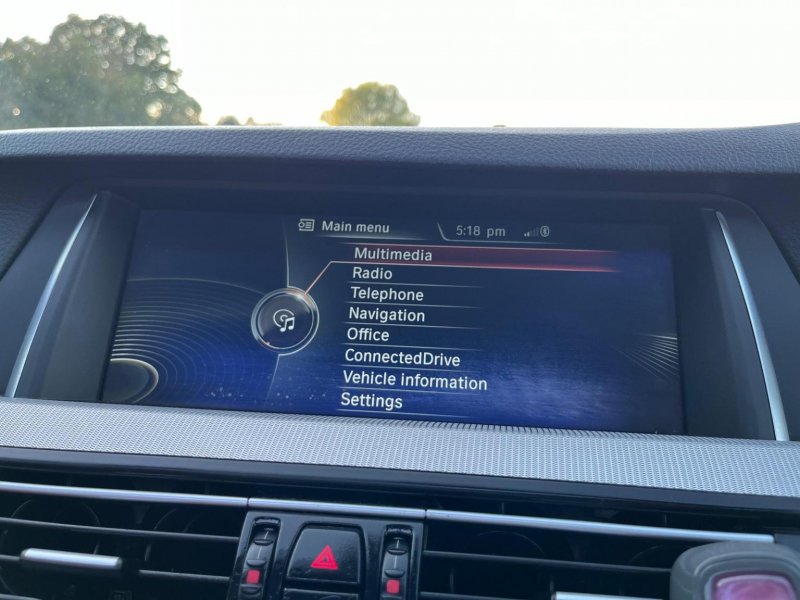 Main menu
5:18 pm
Multimedia
Radio
Telephone
Navigation
Office
ConnectedDrive
Vehicle information
Settings